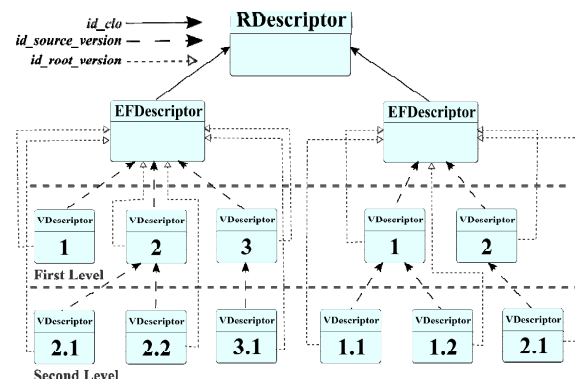 id_clo
id_source_version
id_root_version
RDescriptor
EFDescriptor
EFDescriptor
VDescriptor
1
VDescriptor
2
VDescriptor
3
VDescriptor
1
VDescriptor
2
First Level
VDescriptor
2.1
VDescriptor
2.2
VDescriptor
3.1
VDescriptor
1.1
VDescriptor
1.2
VDescriptor
2.1
Second Level